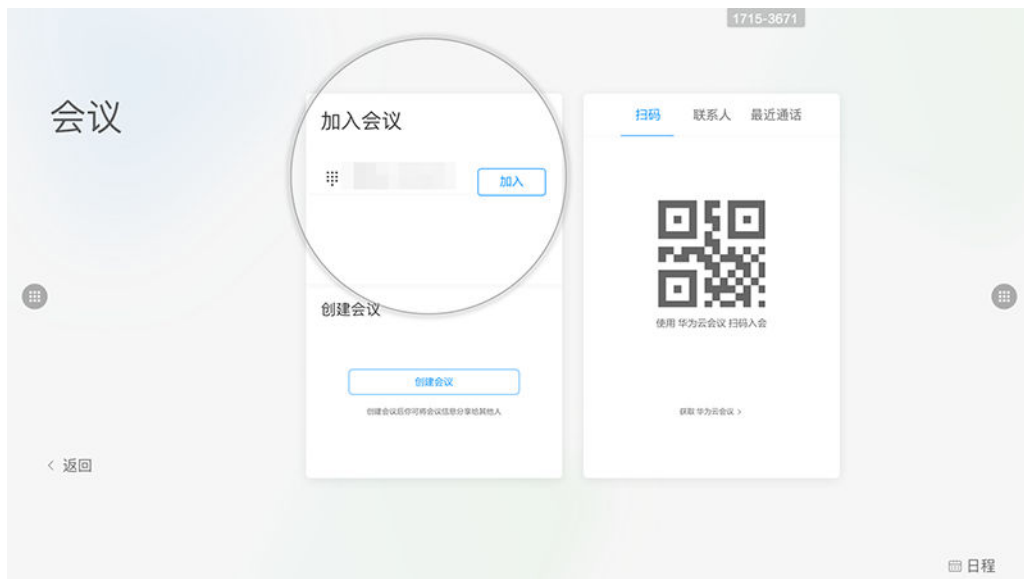 1715-3671
会议
加入会议
加入
创建会议
创建会议
创建会议后你可将会议信息分享给其他人
扫码 联系人 最近通话
使用 华为云会议 扫码入会
获取 华为云会议 >
< 返回
日程